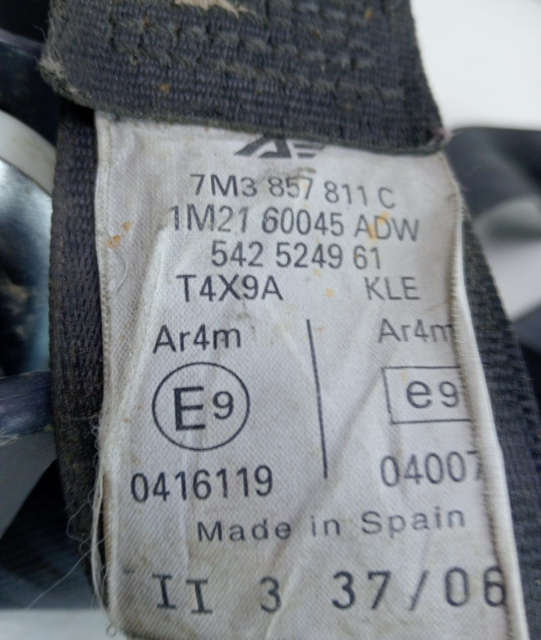 7M3 857 811 C
1M21 60045 ADW
542 5249 61
T4X9A KLE
Ar4m Ar4m
E9 e9
0416119 04007
Made in Spain
II 3 37/06